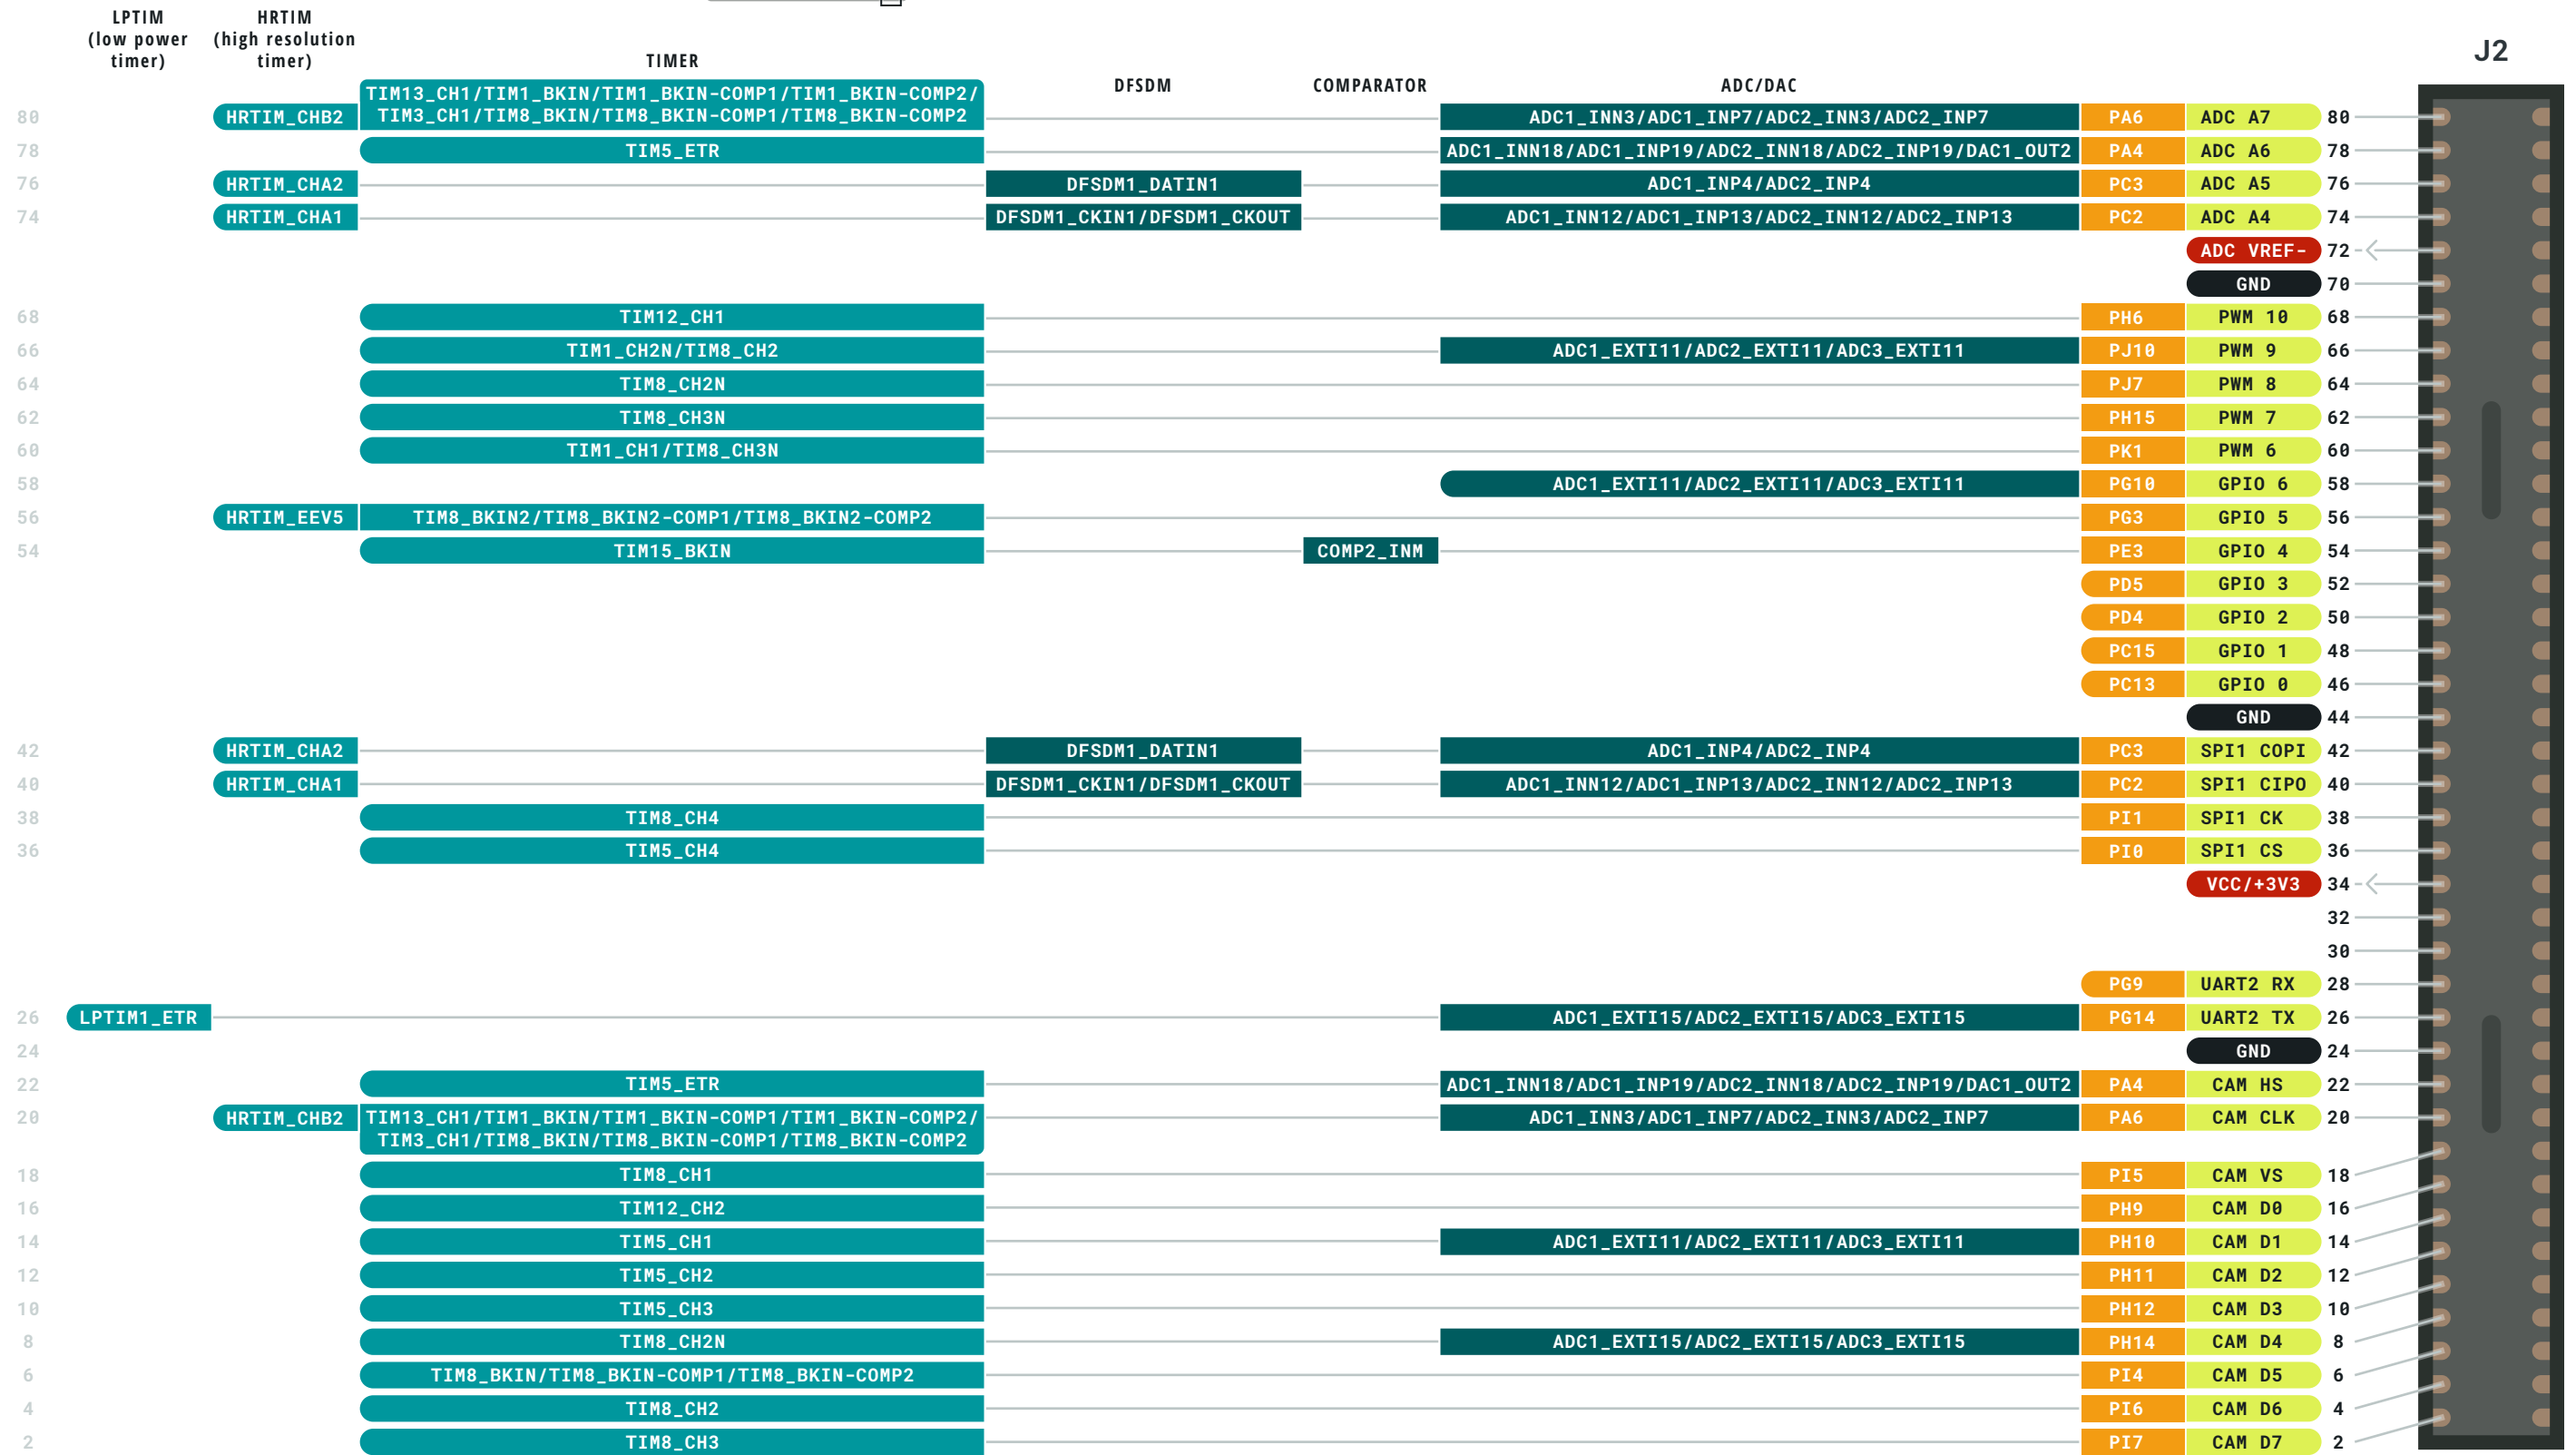 LPTIM
(low power
timer)
HRTIM
(high resolution
timer)
TIMER
DFSDM
COMPARATOR
ADC/DAC
J2
80 HRTIM_CHB2 TIM13_CH1/TIM1_BKIN/TIM1_BKIN-COMP1/TIM1_BKIN-COMP2/
TIM3_CH1/TIM8_BKIN/TIM8_BKIN-COMP1/TIM8_BKIN-COMP2 ADC1_INN3/ADC1_INP7/ADC2_INN3/ADC2_INP7 PA6 ADC A7 80
78 TIM5_ETR ADC1_INN18/ADC1_INP19/ADC2_INN18/ADC2_INP19/DAC1_OUT2 PA4 ADC A6 78
76 HRTIM_CHA2 DFSDM1_DATIN1 ADC1_INP4/ADC2_INP4 PC3 ADC A5 76
74 HRTIM_CHA1 DFSDM1_CKIN1/DFSDM1_CKOUT ADC1_INN12/ADC1_INP13/ADC2_INN12/ADC2_INP13 PC2 ADC A4 74
ADC VREF- 72
GND 70
68 TIM12_CH1 PH6 PWM 10 68
66 TIM1_CH2N/TIM8_CH2 ADC1_EXTI11/ADC2_EXTI11/ADC3_EXTI11 PJ10 PWM 9 66
64 TIM8_CH2N PJ7 PWM 8 64
62 TIM8_CH3N PH15 PWM 7 62
60 TIM1_CH1/TIM8_CH3N PK1 PWM 6 60
58 ADC1_EXTI11/ADC2_EXTI11/ADC3_EXTI11 PG10 GPIO 6 58
56 HRTIM_EEV5 TIM8_BKIN2/TIM8_BKIN2-COMP1/TIM8_BKIN2-COMP2 PG3 GPIO 5 56
54 TIM15_BKIN COMP2_INM PE3 GPIO 4 54
PD5 GPIO 3 52
PD4 GPIO 2 50
PC15 GPIO 1 48
PC13 GPIO 0 46
GND 44
42 HRTIM_CHA2 DFSDM1_DATIN1 ADC1_INP4/ADC2_INP4 PC3 SPI1 COPI 42
40 HRTIM_CHA1 DFSDM1_CKIN1/DFSDM1_CKOUT ADC1_INN12/ADC1_INP13/ADC2_INN12/ADC2_INP13 PC2 SPI1 CIPO 40
38 TIM8_CH4 PI1 SPI1 CK 38
36 TIM5_CH4 PI0 SPI1 CS 36
VCC/+3V3 34
32
30
PG9 UART2 RX 28
26 LPTIM1_ETR ADC1_EXTI15/ADC2_EXTI15/ADC3_EXTI15 PG14 UART2 TX 26
24 GND 24
22 TIM5_ETR ADC1_INN18/ADC1_INP19/ADC2_INN18/ADC2_INP19/DAC1_OUT2 PA4 CAM HS 22
20 HRTIM_CHB2 TIM13_CH1/TIM1_BKIN/TIM1_BKIN-COMP1/TIM1_BKIN-COMP2/ ADC1_INN3/ADC1_INP7/ADC2_INN3/ADC2_INP7 PA6 CAM CLK 20
TIM3_CH1/TIM8_BKIN/TIM8_BKIN-COMP1/TIM8_BKIN-COMP2
18 TIM8_CH1 PI5 CAM VS 18
16 TIM12_CH2 PH9 CAM D0 16
14 TIM5_CH1 ADC1_EXTI11/ADC2_EXTI11/ADC3_EXTI11 PH10 CAM D1 14
12 TIM5_CH2 PH11 CAM D2 12
10 TIM5_CH3 PH12 CAM D3 10
8 TIM8_CH2N ADC1_EXTI15/ADC2_EXTI15/ADC3_EXTI15 PH14 CAM D4 8
6 TIM8_BKIN/TIM8_BKIN-COMP1/TIM8_BKIN-COMP2 PI4 CAM D5 6
4 TIM8_CH2 PI6 CAM D6 4
2 TIM8_CH3 PI7 CAM D7 2